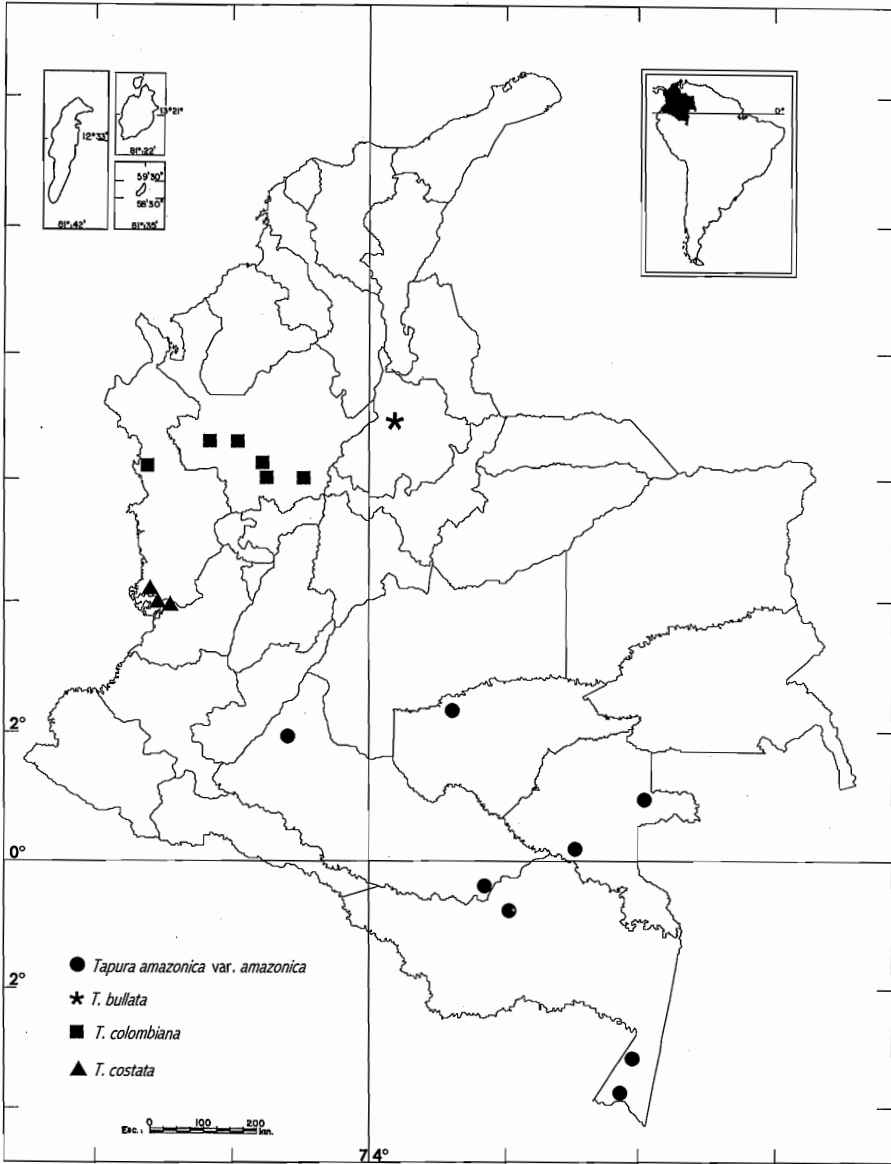 13°21'
12°33'
81°22'
59'30"
58'30"
81°42'
81°35'
0°
2°
0°
2°
Tapura amazonica var. amazonica
T. bullata
T. colombiana
T. costata
Esc.: 0 100 200 km.
74°